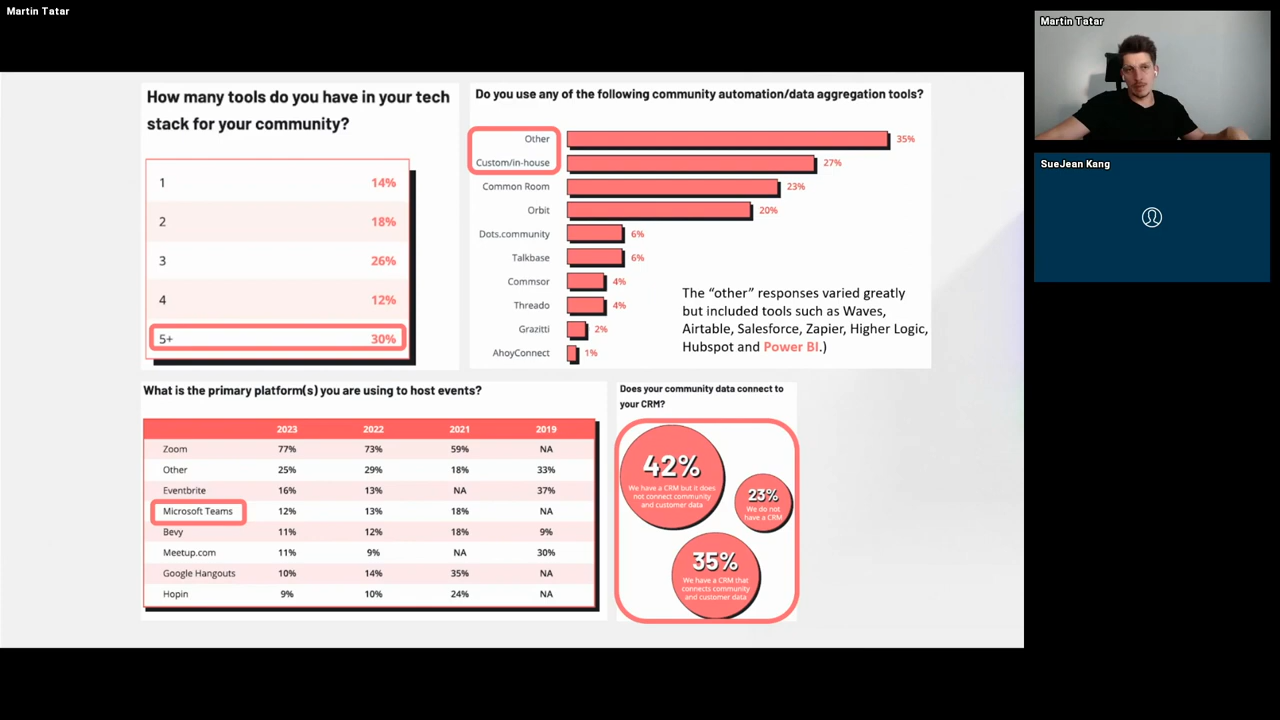 Martin Tatar
How many tools do you have in your tech
stack for your community?
1 14%
2 18%
3 26%
4 12%
5+ 30%
Do you use any of the following community automation/data aggregation tools?
Other 35%
Custom/in-house 27%
Common Room 23%
Orbit 20%
Dots.community 6%
Talkbase 6%
Commsor 4%
Threado 4%
Grazitti 2%
AhoyConnect 1%
The “other” responses varied greatly
but included tools such as Waves,
Airtable, Salesforce, Zapier, Higher Logic,
Hubspot and Power BI.)
What is the primary platform(s) you are using to host events?
2023 2022 2021 2019
Zoom 77% 73% 59% NA
Other 25% 29% 18% 33%
Eventbrite 16% 13% NA 37%
Microsoft Teams 12% 13% 18% NA
Bevy 11% 12% 18% 9%
Meetup.com 11% 9% NA 30%
Google Hangouts 10% 14% 35% NA
Hopin 9% 10% 24% NA
Does your community data connect to
your CRM?
42%
We have a CRM but it does
not connect community
and customer data
23%
We do not
have a CRM
35%
We have a CRM that
connects community
and customer data
Martin Tatar
SueJean Kang